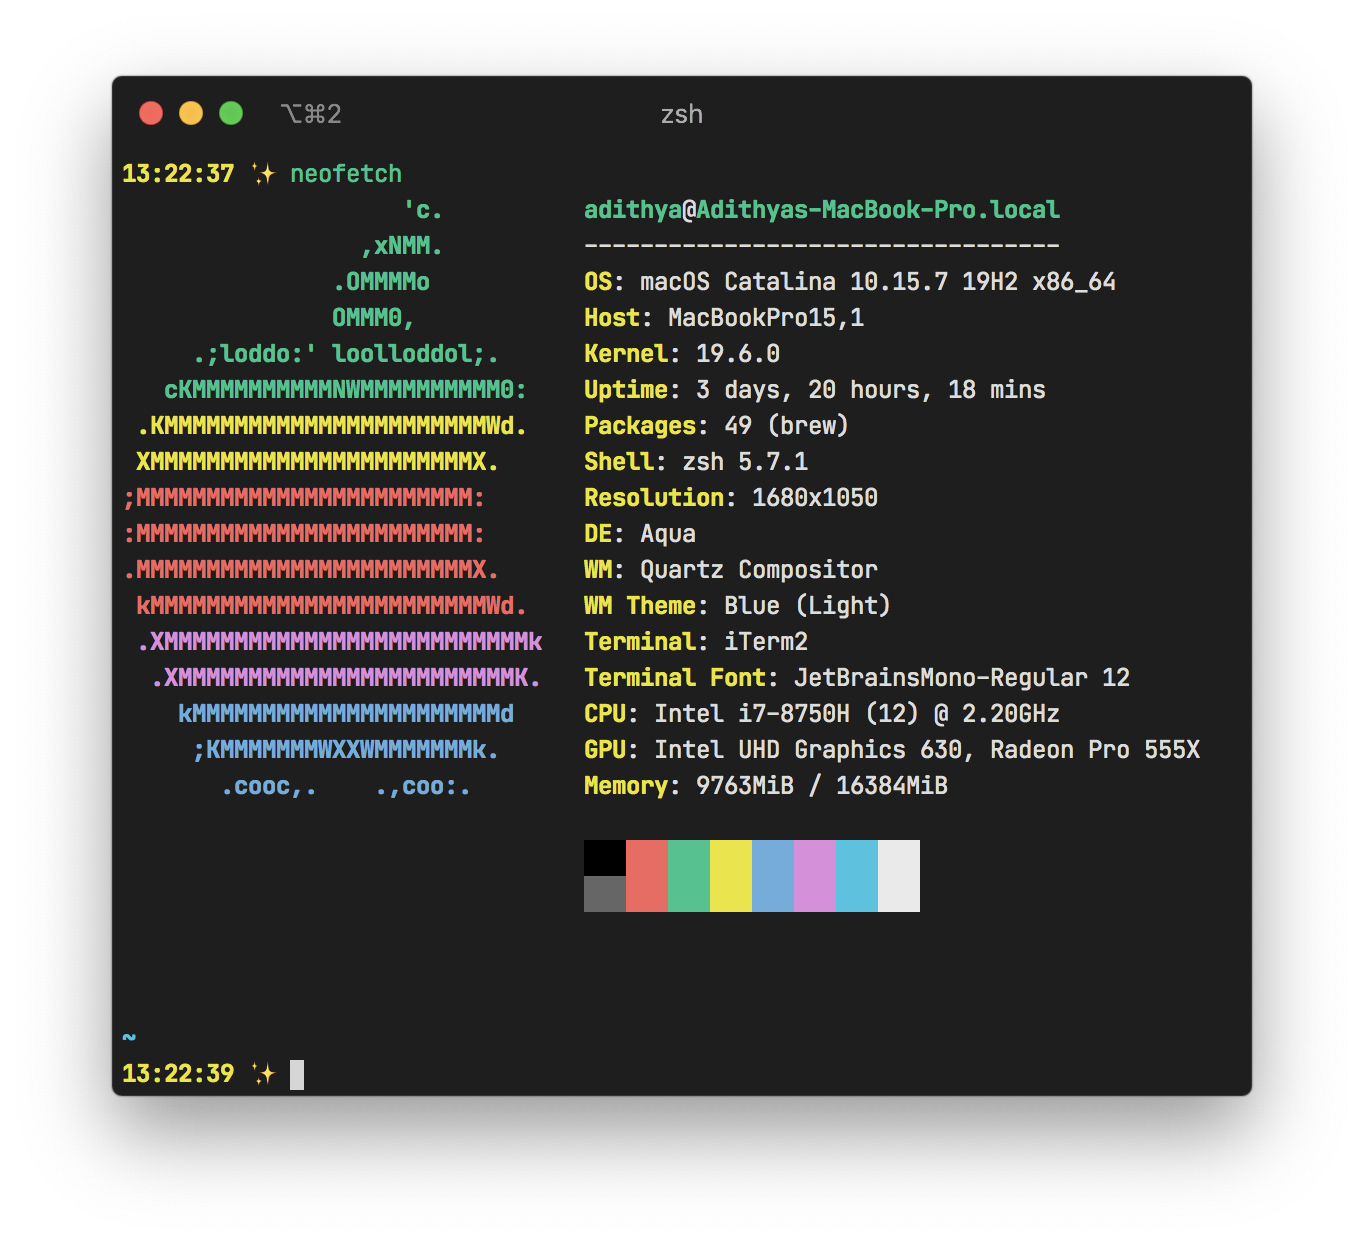 ⌥⌘2 zsh
13:22:37 ✨ neofetch
'c. adithya@Adithyas-MacBook-Pro.local
,xNMM. ----------------------------------
.OMMMMo OS: macOS Catalina 10.15.7 19H2 x86_64
OMMM0, Host: MacBookPro15,1
.;loddo:' loolloddol;. Kernel: 19.6.0
cKMMMMMMMMMMNWMMMMMMMMMM0: Uptime: 3 days, 20 hours, 18 mins
.KMMMMMMMMMMMMMMMMMMMMMMMWd. Packages: 49 (brew)
XMMMMMMMMMMMMMMMMMMMMMMMX. Shell: zsh 5.7.1
;MMMMMMMMMMMMMMMMMMMMMMMM: Resolution: 1680x1050
:MMMMMMMMMMMMMMMMMMMMMMMM: DE: Aqua
.MMMMMMMMMMMMMMMMMMMMMMMMX. WM: Quartz Compositor
kMMMMMMMMMMMMMMMMMMMMMMMMWd. WM Theme: Blue (Light)
.XMMMMMMMMMMMMMMMMMMMMMMMMMMk Terminal: iTerm2
.XMMMMMMMMMMMMMMMMMMMMMMMMK. Terminal Font: JetBrainsMono-Regular 12
kMMMMMMMMMMMMMMMMMMMMMMd CPU: Intel i7-8750H (12) @ 2.20GHz
;KMMMMMMMWXXWMMMMMMMk. GPU: Intel UHD Graphics 630, Radeon Pro 555X
.cooc,. .,coo:. Memory: 9763MiB / 16384MiB
~
13:22:39 ✨